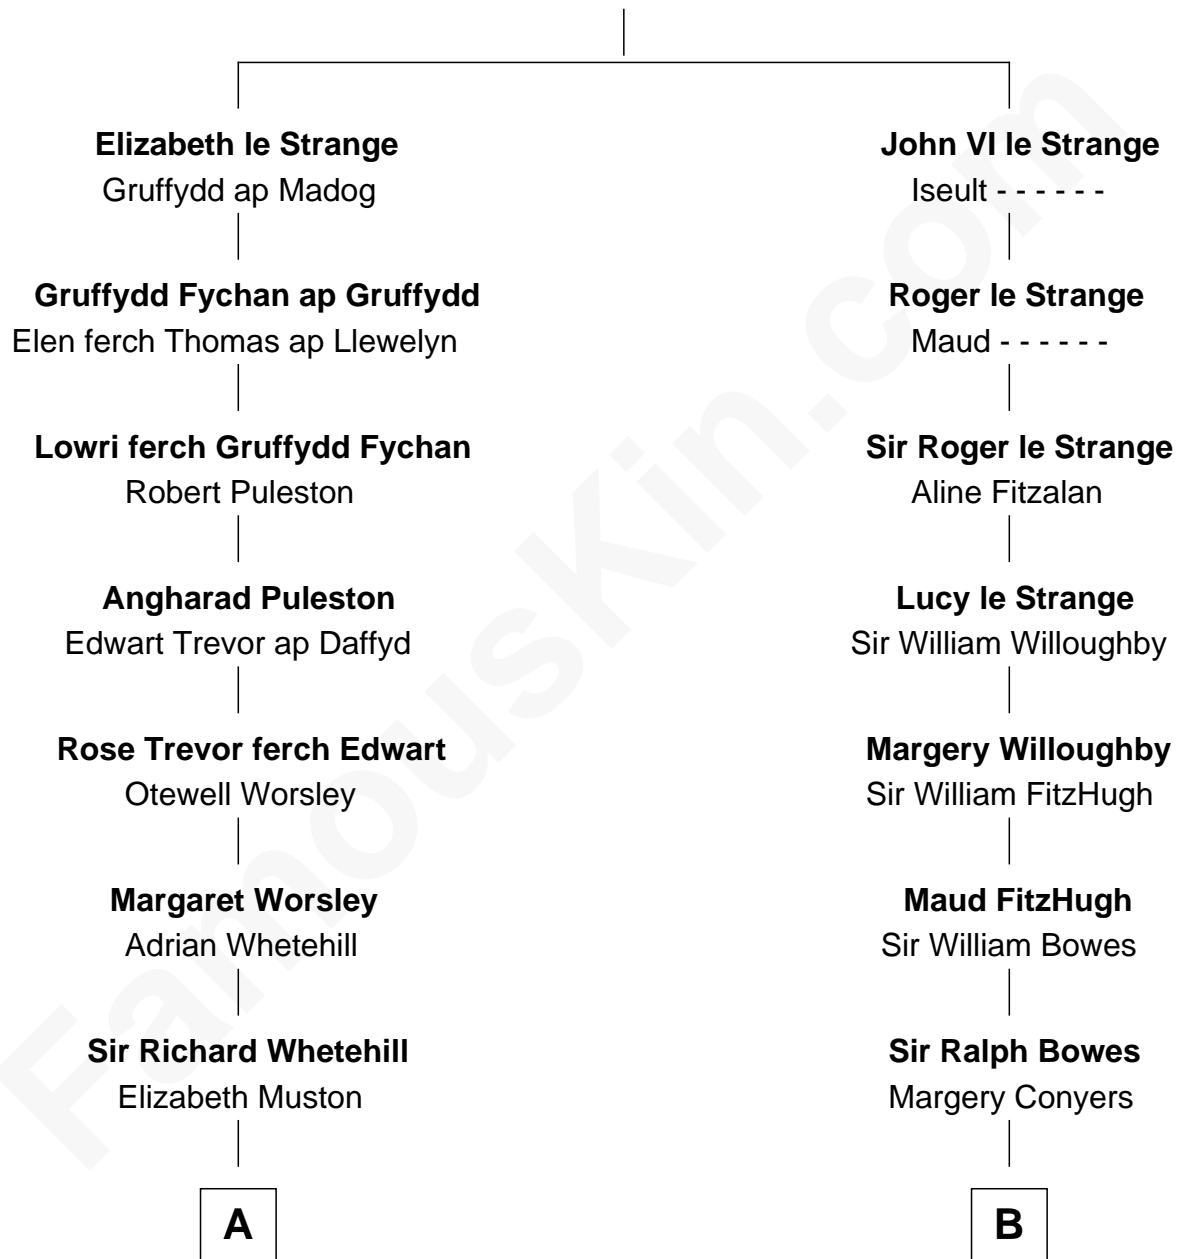 Elizabeth le Strange
Gruffydd ap Madog
Gruffydd Fychan ap Gruffydd
Elen ferch Thomas ap Llewelyn
Lowri ferch Gruffydd Fychan
Robert Puleston
Angharad Puleston
Edwart Trevor ap Daffyd
Rose Trevor ferch Edwart
Otewell Worsley
Margaret Worsley
Adrian Whetehill
Sir Richard Whetehill
Elizabeth Muston
A
John VI le Strange
Iseult - - - - - -
Roger le Strange
Maud - - - - - -
Sir Roger le Strange
Aline Fitzalan
Lucy le Strange
Sir William Willoughby
Margery Willoughby
Sir William FitzHugh
Maud FitzHugh
Sir William Bowes
Sir Ralph Bowes
Margery Conyers
B
FamousKin.com